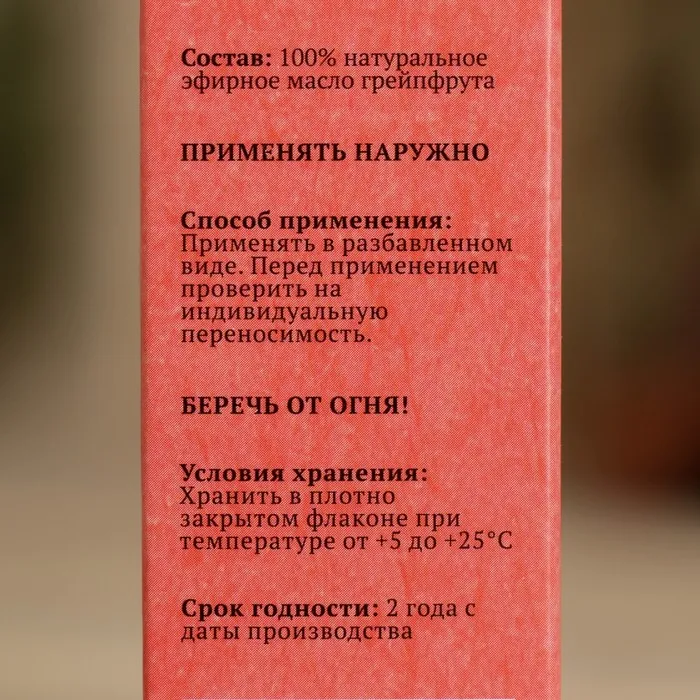 Состав: 100% натуральное
эфирное масло грейпфрута
ПРИМЕНЯТЬ НАРУЖНО
Способ применения:
Применять в разбавленном
виде. Перед применением
проверить на
индивидуальную
переносимость.
БЕРЕЧЬ ОТ ОГНЯ!
Условия хранения:
Хранить в плотно
закрытом флаконе при
температуре от +5 до +25°С
Срок годности: 2 года с
даты производства